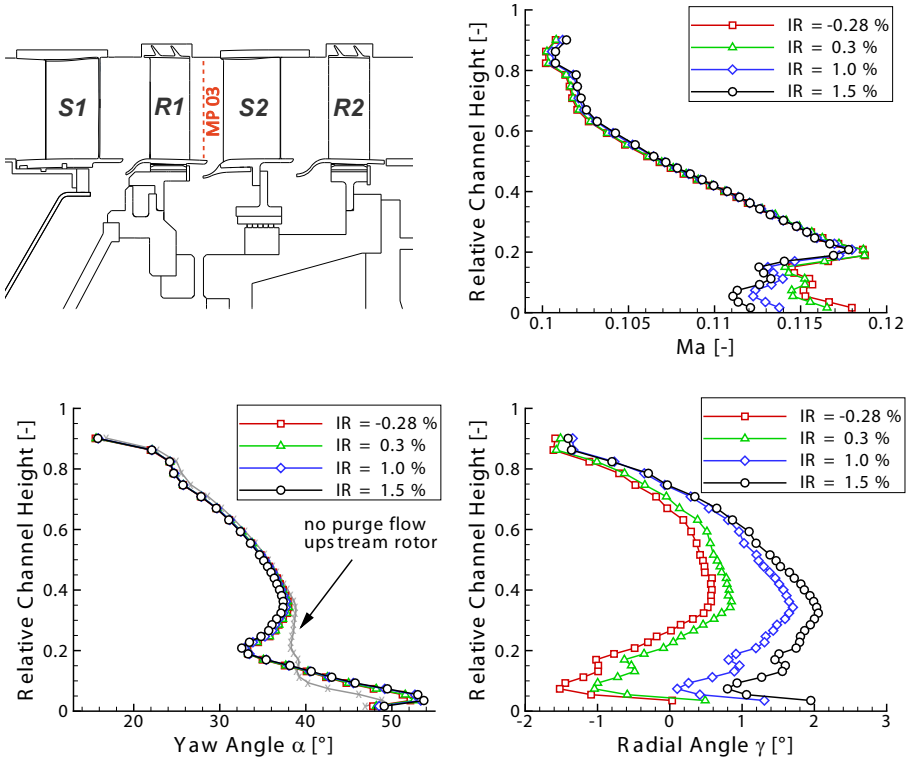 S1
R1
MP 03
S2
R2
Relative Channel Height [-]
1
0.8
0.6
0.4
0.2
0
0.1
0.105
0.111
0.115
0.12
Ma [-]
IR = -0.28 %
IR = 0.3 %
IR = 1.0 %
IR = 1.5 %
Relative Channel Height [-]
1
0.8
0.6
0.4
0.2
0
20
30
40
50
Yaw Angle α [°]
IR = -0.28 %
IR = 0.3 %
IR = 1.0 %
IR = 1.5 %
no purge flow
upstream rotor
Relative Channel Height [-]
1
0.8
0.6
0.4
0.2
0
-2
-1
0
1
2
3
Radial Angle γ [°]
IR = -0.28 %
IR = 0.3 %
IR = 1.0 %
IR = 1.5 %